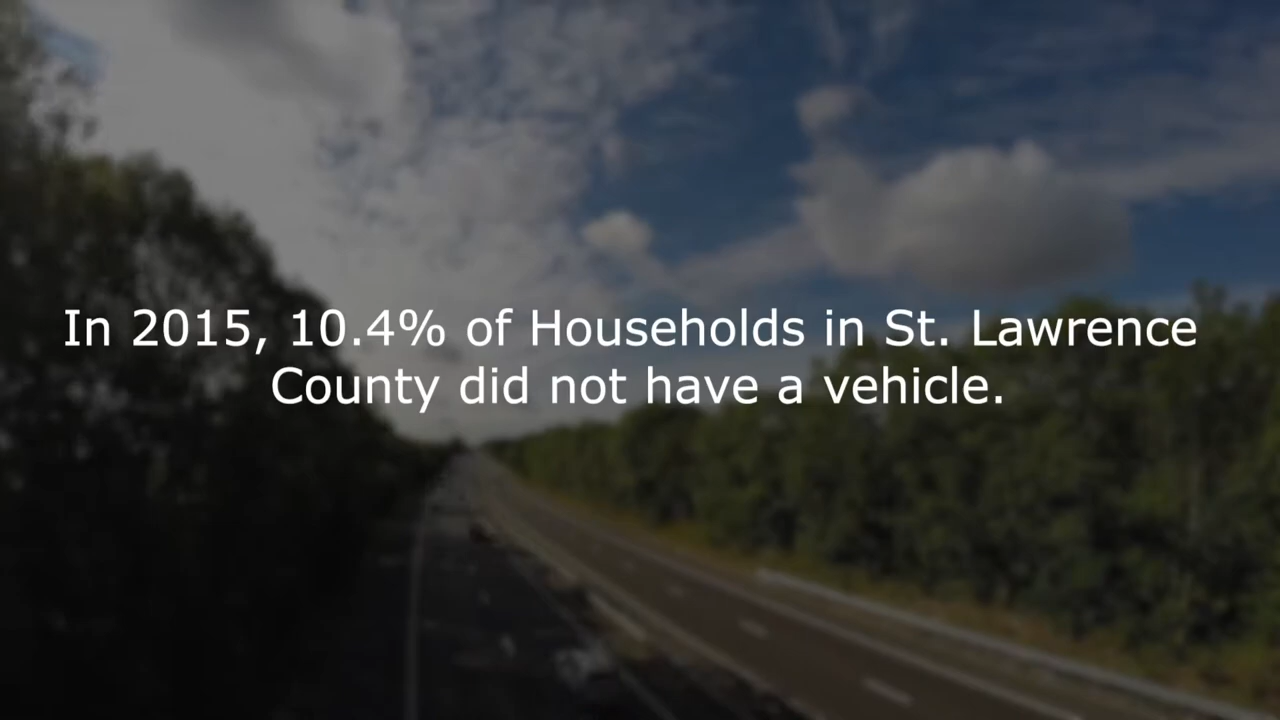 In 2015, 10.4% of Households in St. Lawrence
County did not have a vehicle.